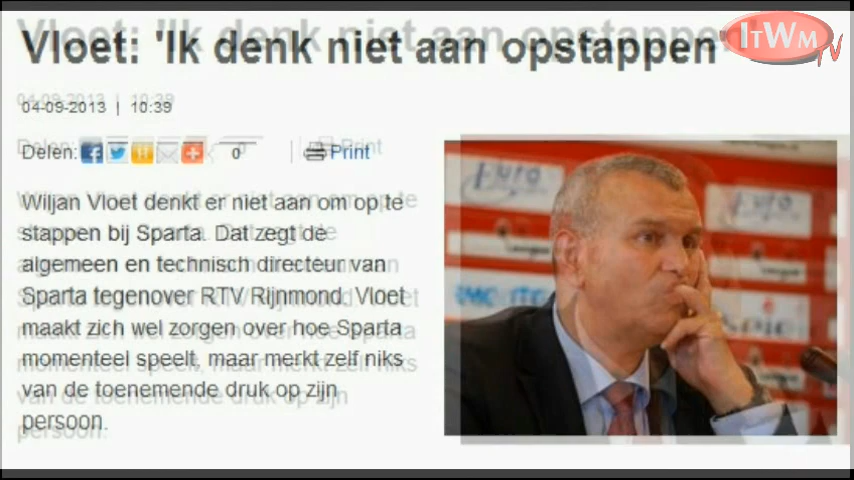 Vloet: 'Ik denk niet aan opstappen'
ITWM
TV
04-09-2013 | 10:39
Delen:
0
Print
Wiljan Vloet denkt er niet aan om op te
stappen bij Sparta. Dat zegt de
algemeen en technisch directeur van
Sparta tegenover RTV Rijnmond. Vloet
maakt zich wel zorgen over hoe Sparta
momenteel speelt, maar merkt zelf niks
van de toenemende druk op zijn
persoon.